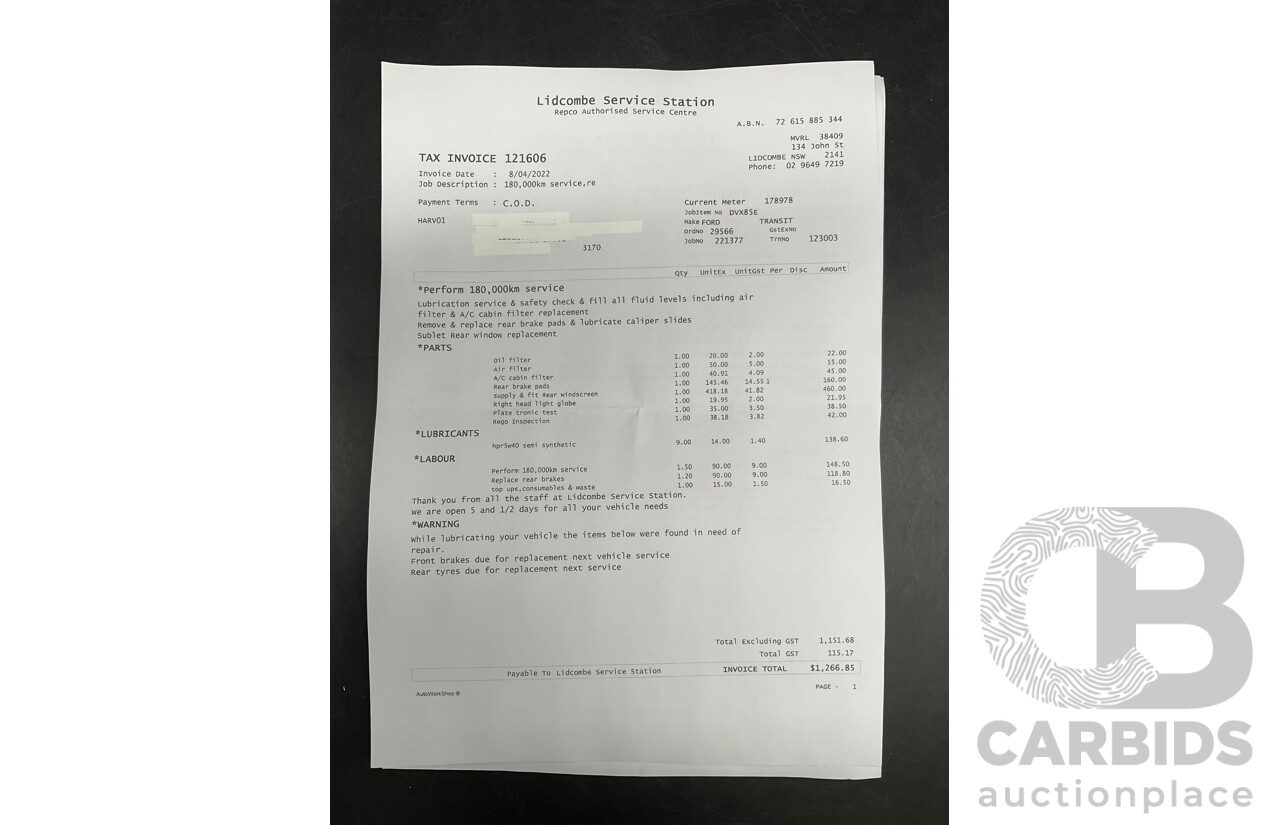 Lidcombe Service Station
Repco Authorised Service Centre
A.B.N. 72 615 885 344
MVRL 38409
134 John St
LIDCOMBE NSW 2141
Phone: 02 9649 7219
TAX INVOICE 121606
Invoice Date : 8/04/2022
Job Description : 180,000km service,re
Payment Terms : C.O.D.
HARV01
3170
Current Meter 178978
JobItem No DVX85E
Make FORD TRANSIT
OrdNo 29566 GstExNo
JobNo 221377 TrnNo 123003
Qty UnitEx UnitGst Per Disc Amount
*Perform 180,000km service
Lubrication service & safety check & fill all fluid levels including air
filter & A/C cabin filter replacement
Remove & replace rear brake pads & lubricate caliper slides
Sublet Rear window replacement
*PARTS
Oil filter 1.00 20.00 2.00 22.00
Air filter 1.00 50.00 5.00 55.00
A/C cabin filter 1.00 40.91 4.09 45.00
Rear brake pads 1.00 145.46 14.55 1 160.00
supply & fit Rear windscreen 1.00 418.18 41.82 460.00
Right head light globe 1.00 19.95 2.00 21.95
Plate tronic test 1.00 35.00 3.50 38.50
Rego Inspection 1.00 38.18 3.82 42.00
*LUBRICANTS
hpr5w40 semi synthetic 9.00 14.00 1.40 138.60
*LABOUR
Perform 180,000km service 1.50 90.00 9.00 148.50
Replace rear brakes 1.20 90.00 9.00 118.80
top ups,consumables & waste 1.00 15.00 1.50 16.50
Thank you from all the staff at Lidcombe Service Station.
We are open 5 and 1/2 days for all your vehicle needs
*WARNING
While lubricating your vehicle the items below were found in need of
repair.
Front brakes due for replacement next vehicle service
Rear tyres due for replacement next service
Total Excluding GST 1,151.68
Total GST 115.17
Payable To Lidcombe Service Station INVOICE TOTAL $1,266.85
AutoWorkShop ®
PAGE - 1
CB
CARBIDS
auctionplace